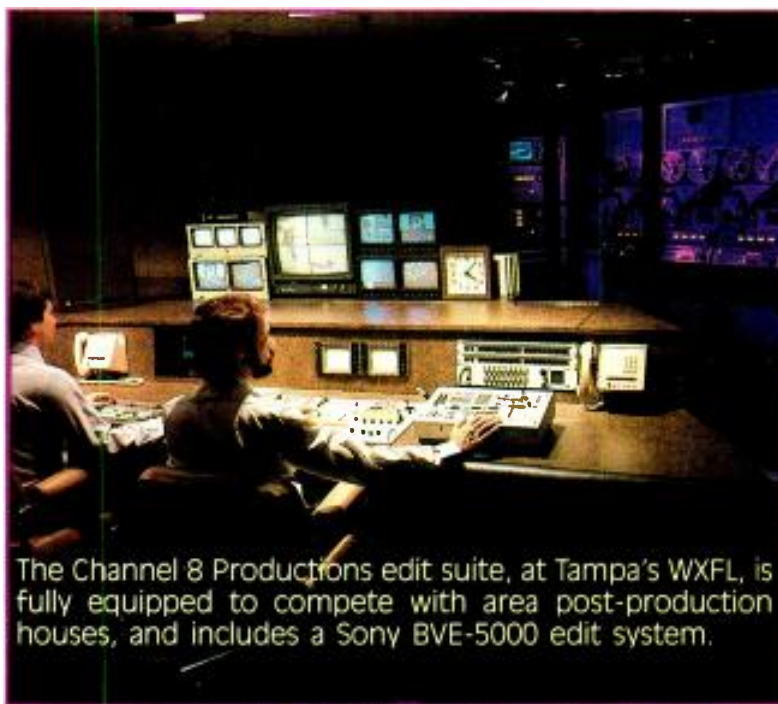 The Channel 8 Productions edit suite, at Tampa's WXFL, is
fully equipped to compete with area post-production
houses, and includes a Sony BVE-5000 edit system.